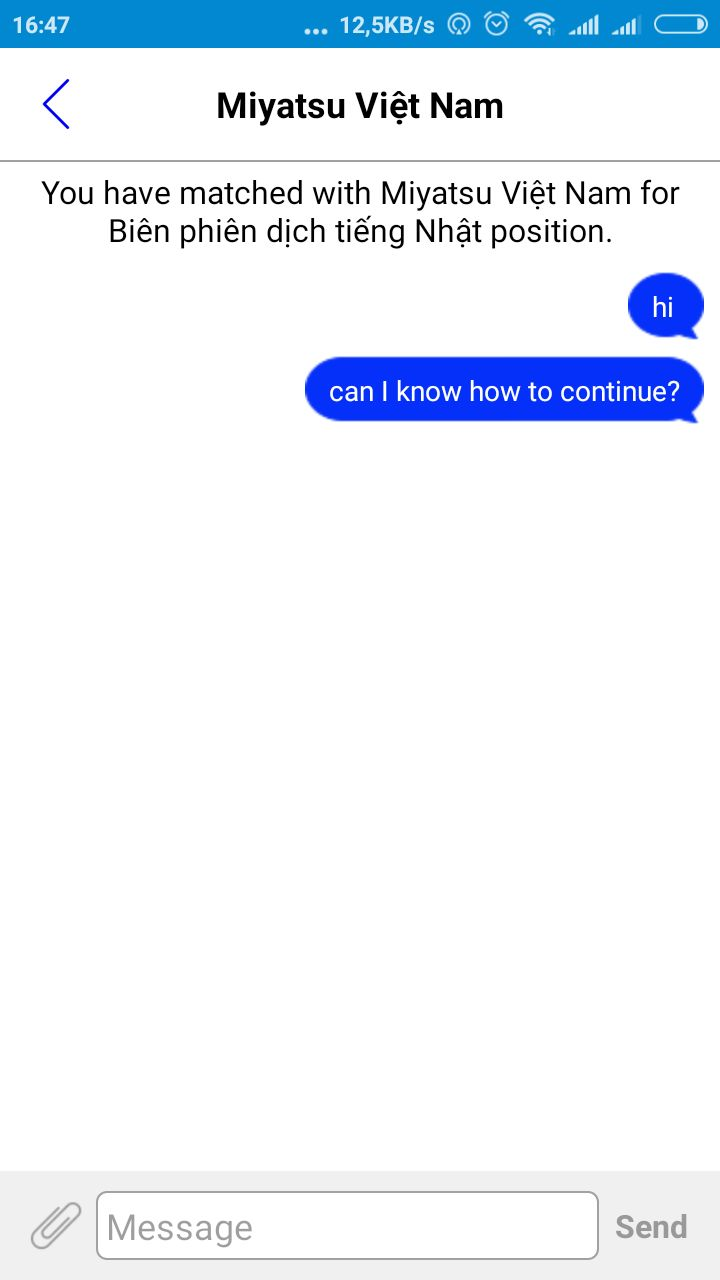 16:47
... 12,5KB/s
Miyatsu Việt Nam
You have matched with Miyatsu Việt Nam for
Biên phiên dịch tiếng Nhật position.
hi
can I know how to continue?
Message
Send